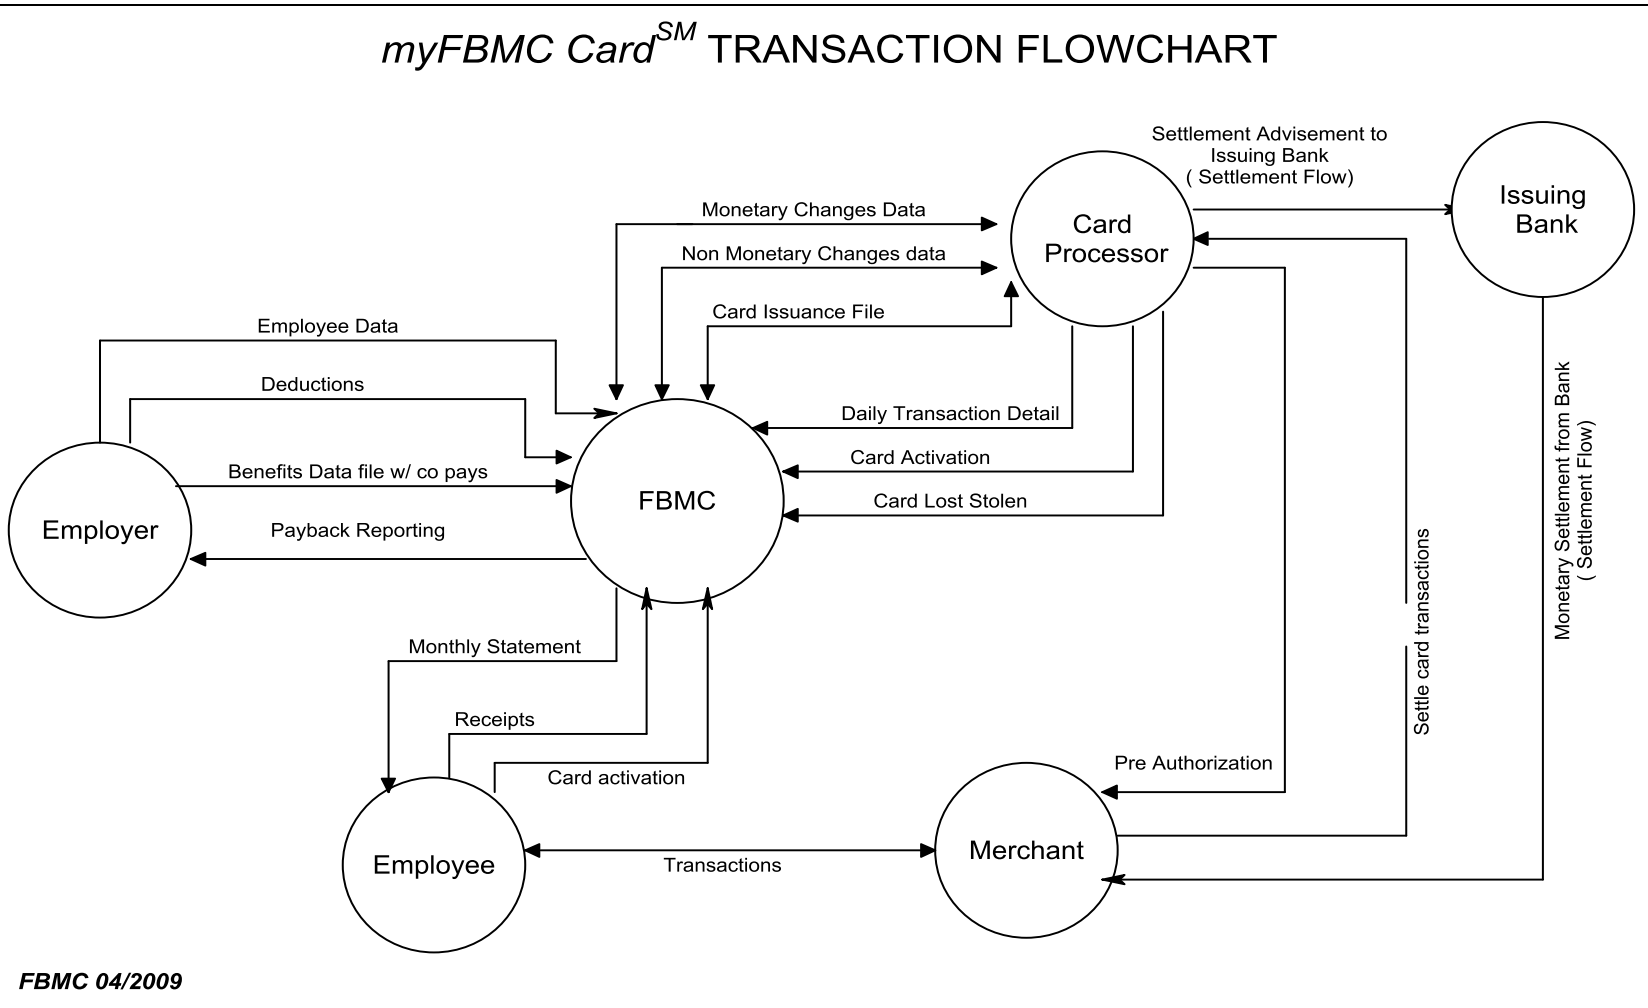 myFBMC Card SM TRANSACTION FLOWCHART
Settlement Advisement to
Issuing Bank
( Settlement Flow)
Issuing
Bank
Card
Processor
Monetary Changes Data
Non Monetary Changes data
Card Issuance File
Employee Data
Deductions
Daily Transaction Detail
Card Activation
Benefits Data file w/ co pays
Card Lost Stolen
FBMC
Employer
Payback Reporting
Monetary Settlement from Bank
( Settlement Flow)
Settle card transactions
Monthly Statement
Receipts
Card activation
Pre Authorization
Employee
Transactions
Merchant
FBMC 04/2009